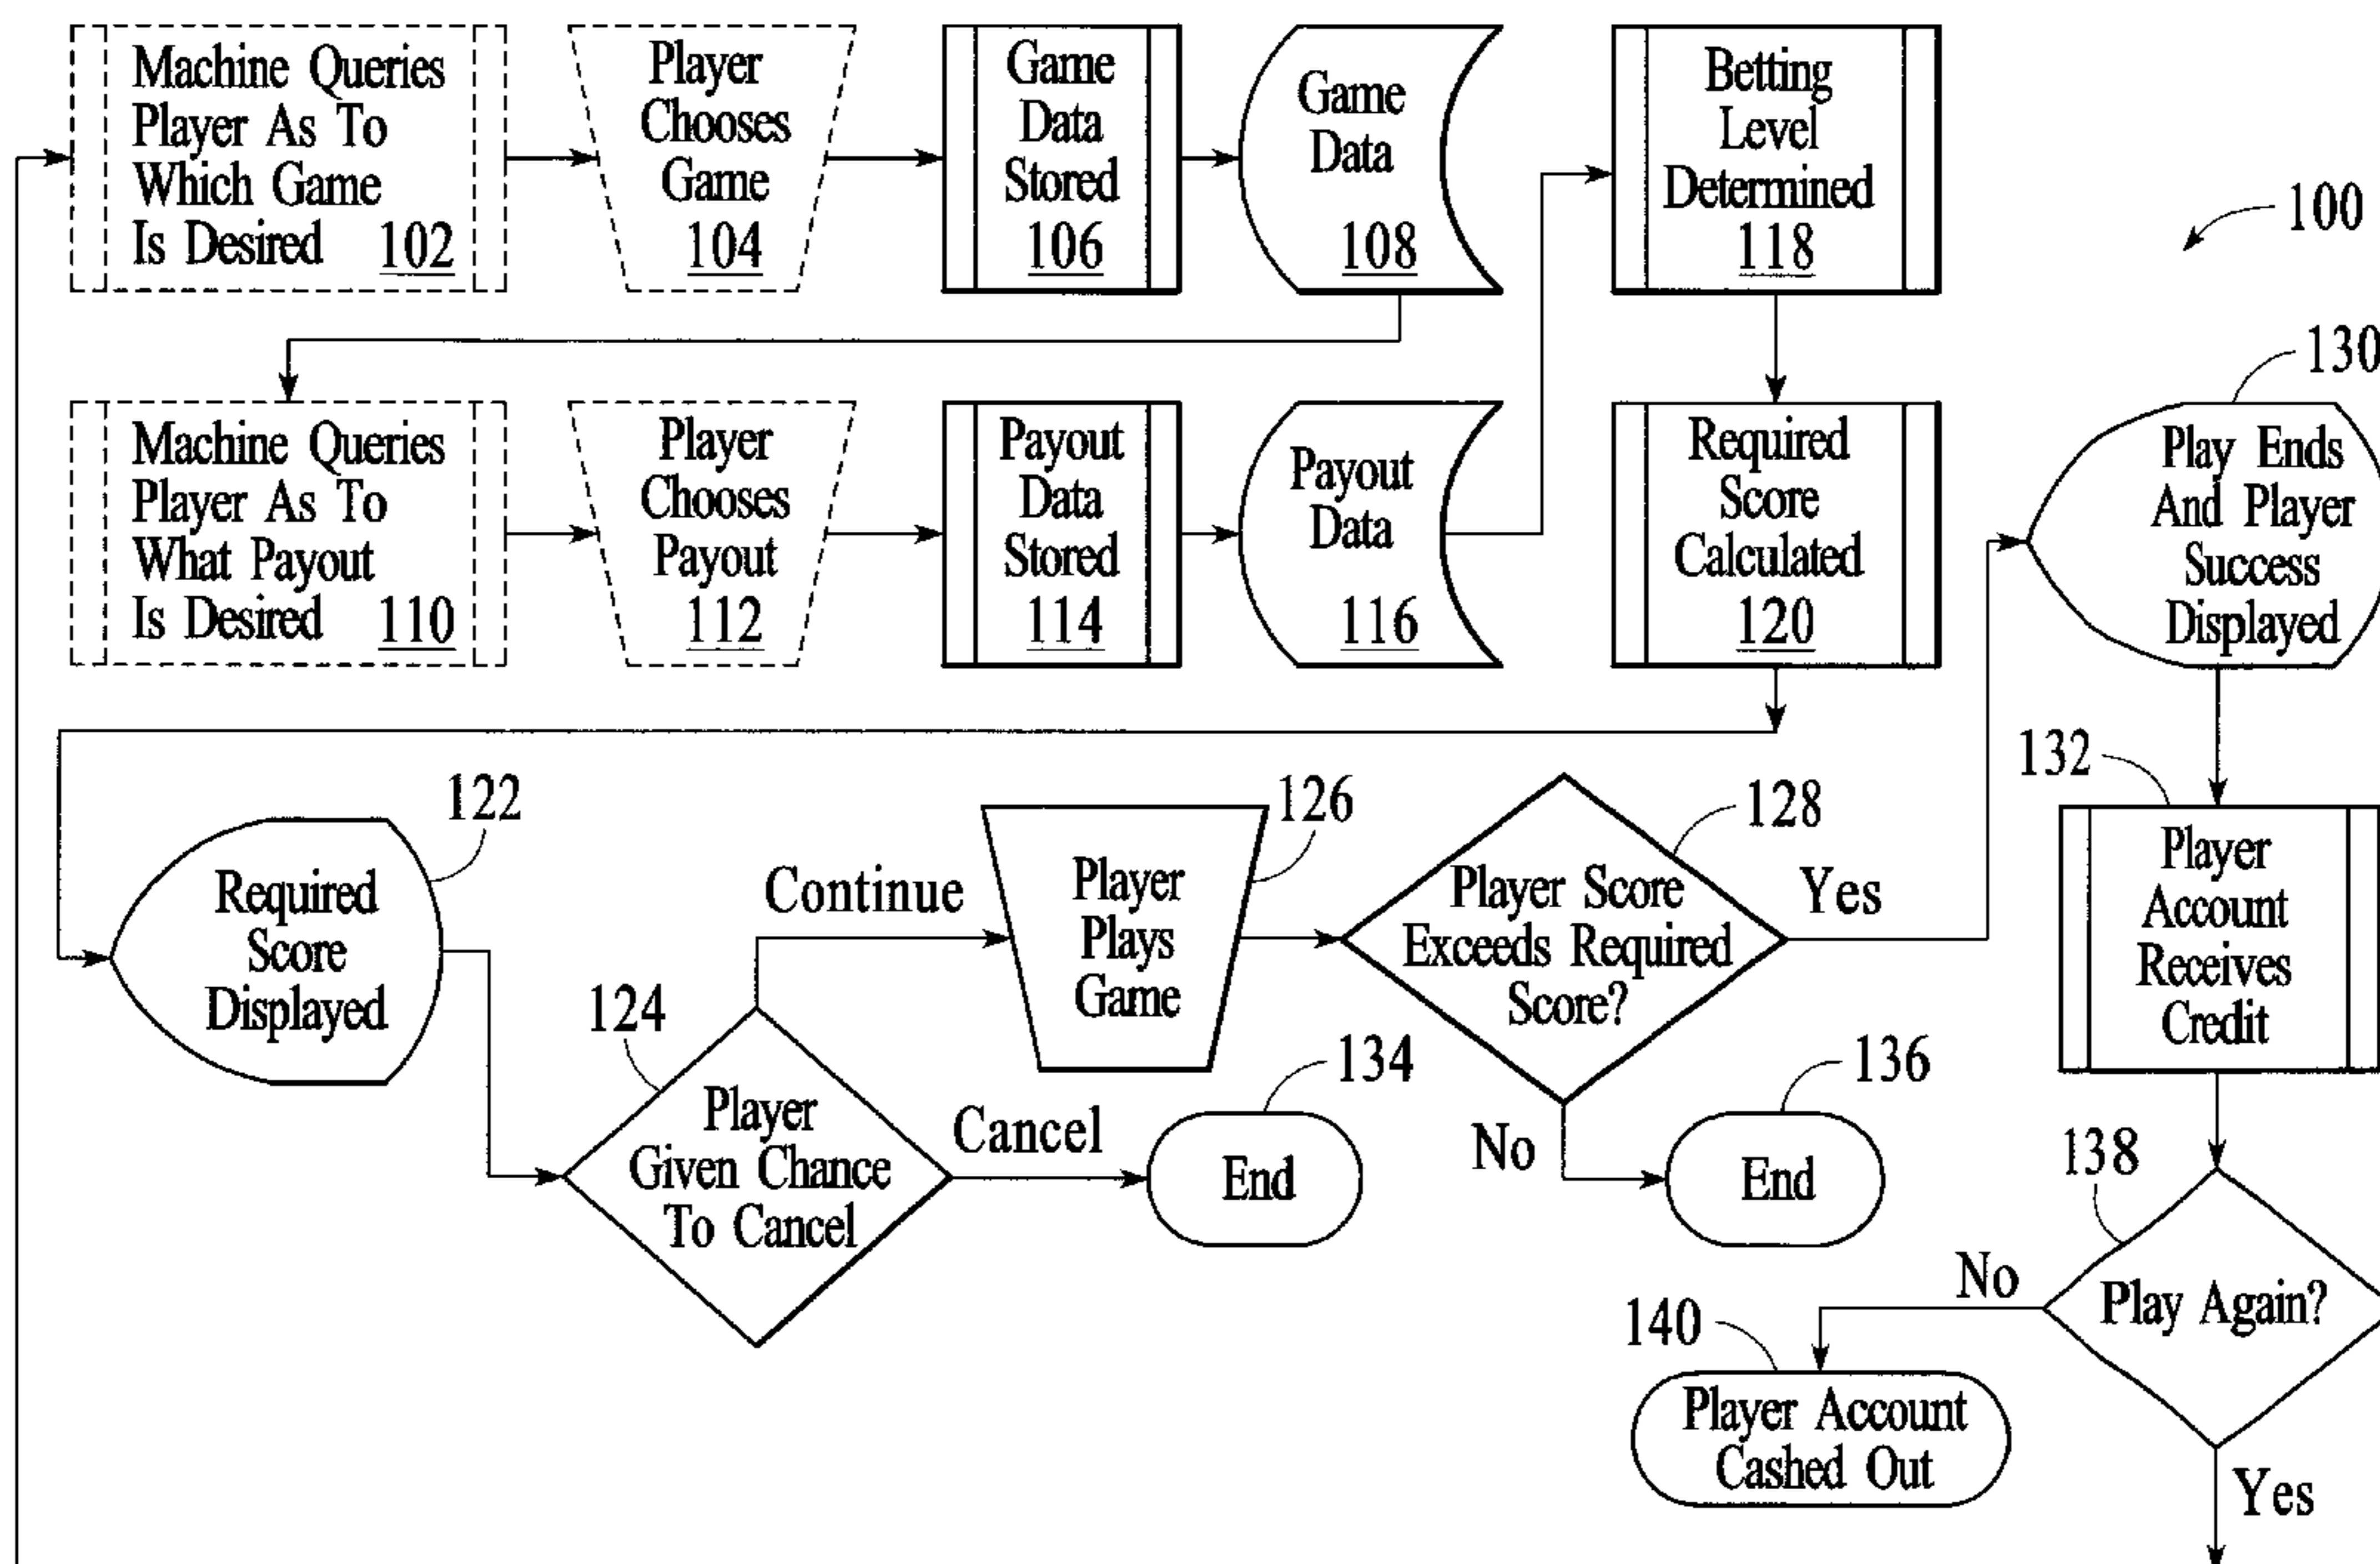 Machine Queries
Player As To
Which Game
Is Desired 102
Player
Chooses
Game
104
Game
Data
Stored
106
Game
Data
108
Betting
Level
Determined
118
100
Machine Queries
Player As To
What Payout
Is Desired 110
Player
Chooses
Payout
112
Payout
Data
Stored
114
Payout
Data
116
Required
Score
Calculated
120
130
Play Ends
And Player
Success
Displayed
122
Required
Score
Displayed
124
Player
Given Chance
To Cancel
Continue
Cancel
126
Player
Plays
Game
134
End
128
Player Score
Exceeds Required
Score?
Yes
No
136
End
132
Player
Account
Receives
Credit
138
Play Again?
No
Yes
140
Player Account
Cashed Out